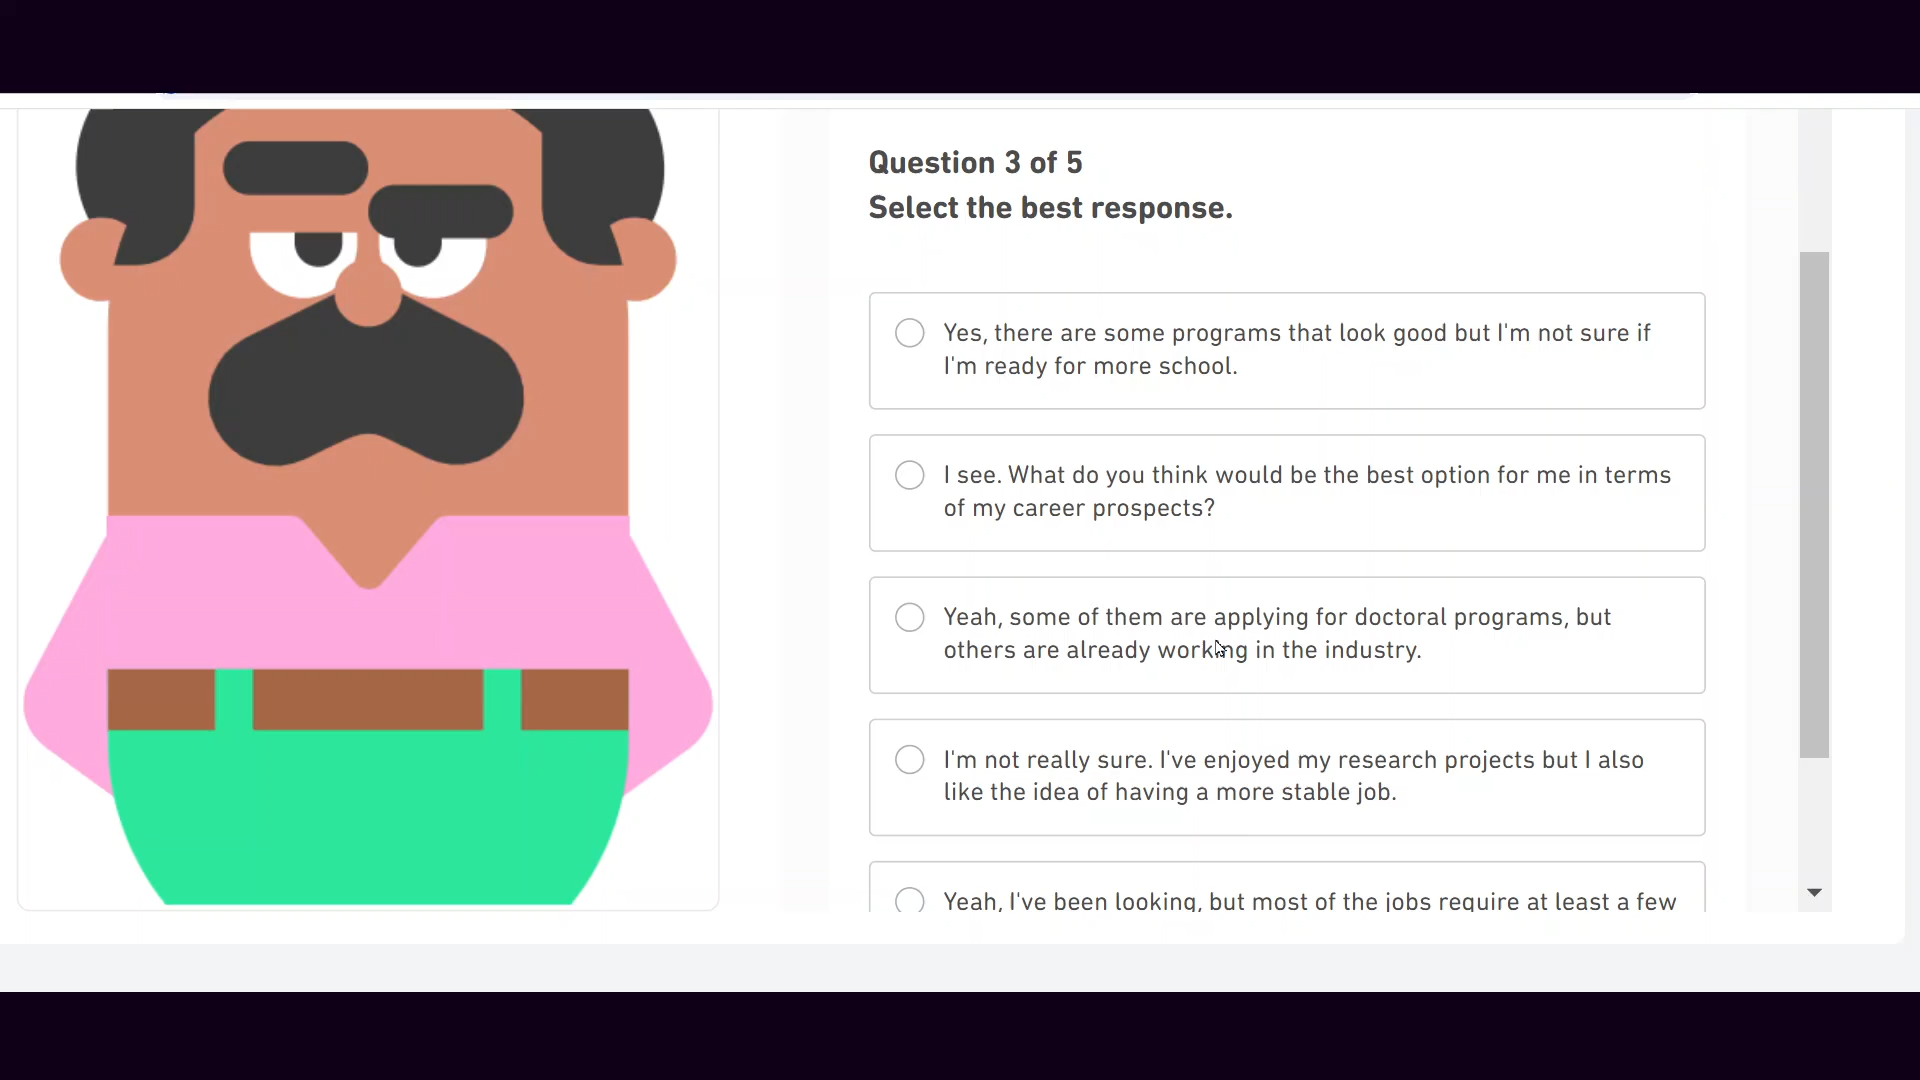 Question 3 of 5
Select the best response.
Yes, there are some programs that look good but I'm not sure if
I'm ready for more school.
I see. What do you think would be the best option for me in terms
of my career prospects?
Yeah, some of them are applying for doctoral programs, but
others are already working in the industry.
I'm not really sure. I've enjoyed my research projects but I also
like the idea of having a more stable job.
Yeah, I've been looking, but most of the jobs require at least a few